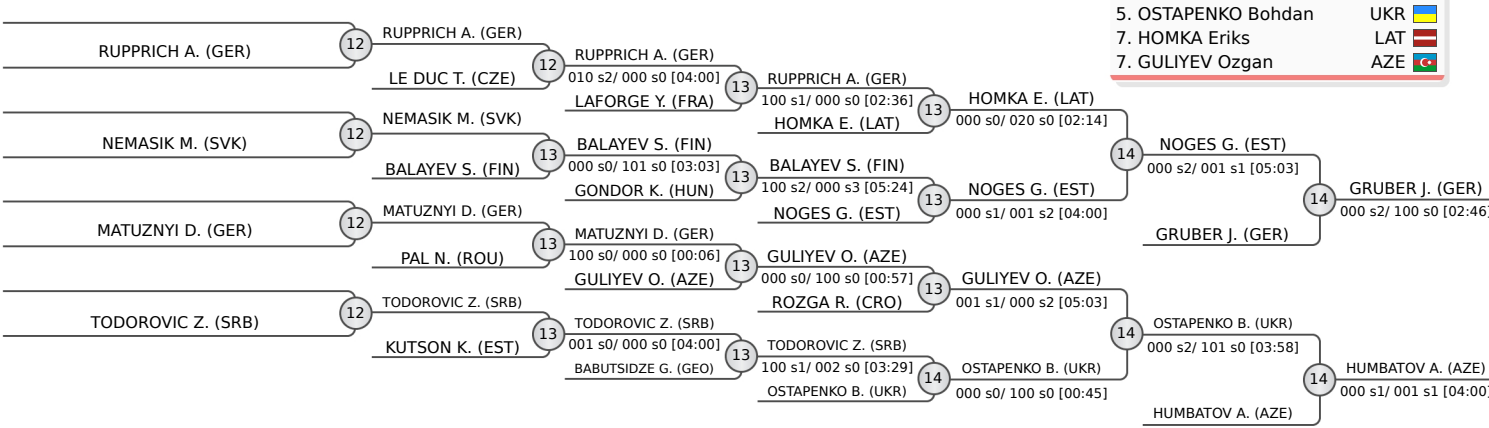 5. OSTAPENKO Bohdan UKR
7. HOMKA Eriks LAT
7. GULIYEV Ozgan AZE
RUPPRICH A. (GER)
12
RUPPRICH A. (GER)
LE DUC T. (CZE)
12
RUPPRICH A. (GER)
010 s2/ 000 s0 [04:00]
LAFORGE Y. (FRA)
13
RUPPRICH A. (GER)
100 s1/ 000 s0 [02:36]
HOMKA E. (LAT)
13
HOMKA E. (LAT)
000 s0/ 020 s0 [02:14]
NEMASIK M. (SVK)
12
NEMASIK M. (SVK)
BALAYEV S. (FIN)
13
BALAYEV S. (FIN)
000 s0/ 101 s0 [03:03]
GONDOR K. (HUN)
13
BALAYEV S. (FIN)
100 s2/ 000 s3 [05:24]
NOGES G. (EST)
13
NOGES G. (EST)
000 s1/ 001 s2 [04:00]
14
NOGES G. (EST)
000 s2/ 001 s1 [05:03]
GRUBER J. (GER)
14
GRUBER J. (GER)
000 s2/ 100 s0 [02:46]
MATUZNYI D. (GER)
12
MATUZNYI D. (GER)
PAL N. (ROU)
13
MATUZNYI D. (GER)
100 s0/ 000 s0 [00:06]
GULIYEV O. (AZE)
13
GULIYEV O. (AZE)
000 s0/ 100 s0 [00:57]
ROZGA R. (CRO)
13
GULIYEV O. (AZE)
001 s1/ 000 s2 [05:03]
TODOROVIC Z. (SRB)
12
TODOROVIC Z. (SRB)
KUTSON K. (EST)
13
TODOROVIC Z. (SRB)
001 s0/ 000 s0 [04:00]
BABUTSIDZE G. (GEO)
13
TODOROVIC Z. (SRB)
100 s1/ 002 s0 [03:29]
OSTAPENKO B. (UKR)
14
OSTAPENKO B. (UKR)
000 s0/ 100 s0 [00:45]
14
OSTAPENKO B. (UKR)
000 s2/ 101 s0 [03:58]
HUMBATOV A. (AZE)
14
HUMBATOV A. (AZE)
000 s1/ 001 s1 [04:00]